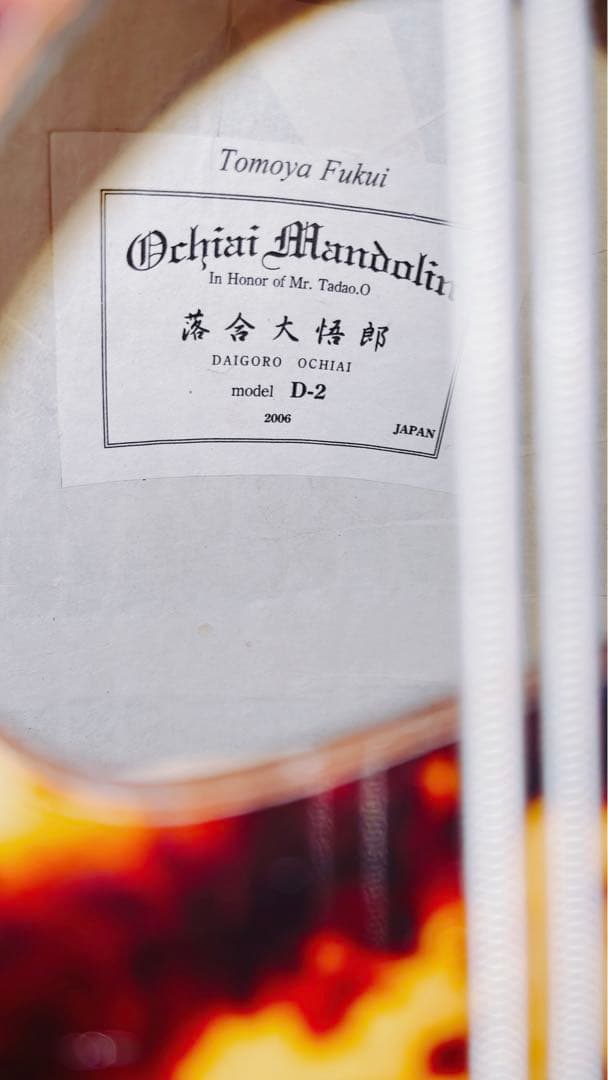 Tomoya Fukui
Ochiai Mandolin
In Honor of Mr. Tadao.O
落合大悟郎
DAIGORO OCHIAI
model D-2
2006
JAPAN